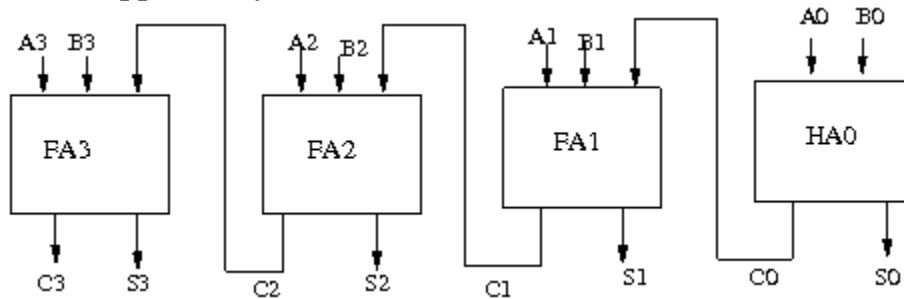 A3 B3 A2 B2 A1 B1 A0 B0
FA3 FA2 FA1 HA0
C3 S3 C2 S2 C1 S1 C0 S0